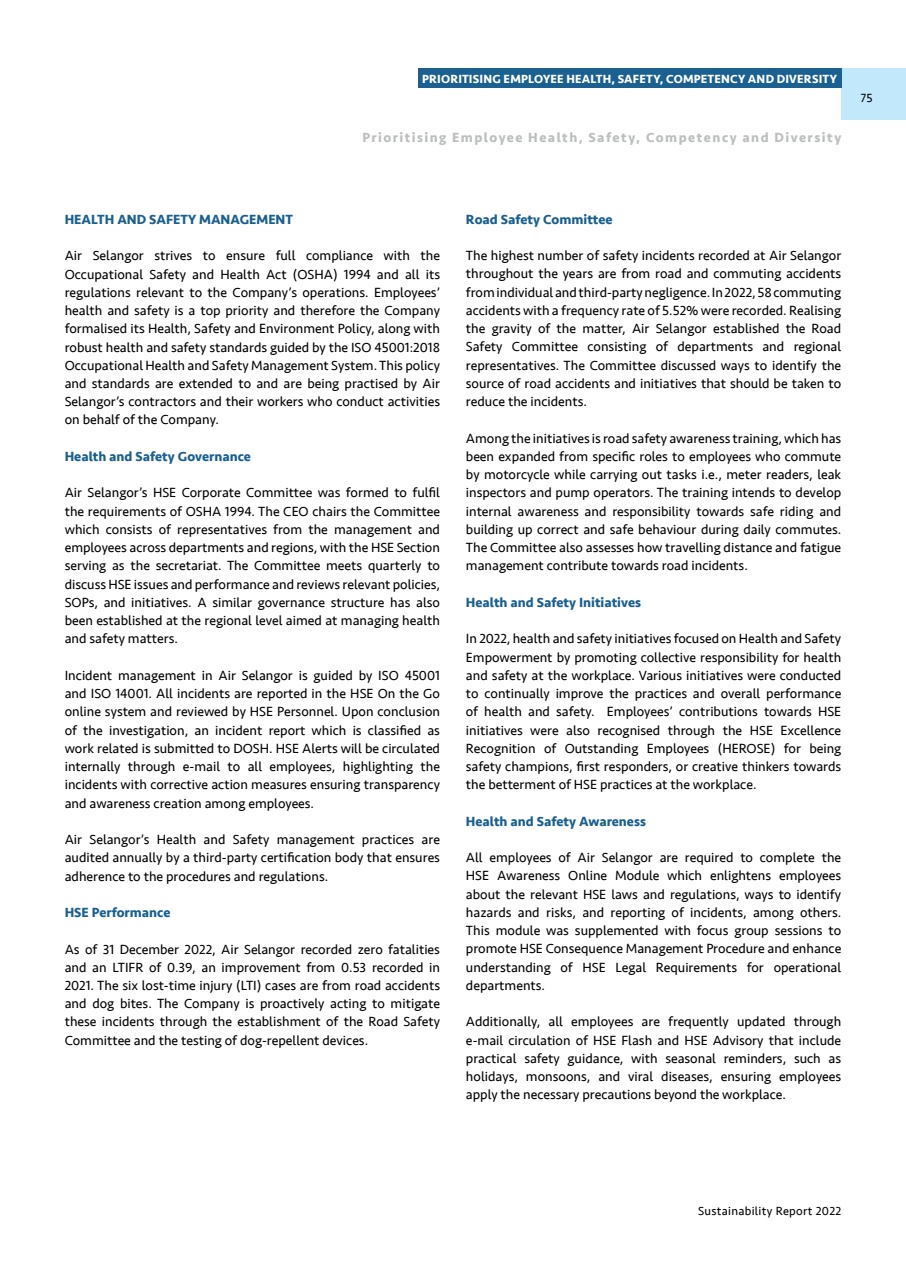 PRIORITISING EMPLOYEE HEALTH, SAFETY, COMPETENCY AND DIVERSITY
75
Prioritising Employee Health, Safety, Competency and Diversity
HEALTH AND SAFETY MANAGEMENT
Air Selangor strives to ensure full compliance with the
Occupational Safety and Health Act (OSHA) 1994 and all its
regulations relevant to the Company's operations. Employees'
health and safety is a top priority and therefore the Company
formalised its Health, Safety and Environment Policy, along with
robust health and safety standards guided by the ISO 45001:2018
Occupational Health and Safety Management System. This policy
and standards are extended to and are being practised by Air
Selangor's contractors and their workers who conduct activities
on behalf of the Company.
Health and Safety Governance
Air Selangor's HSE Corporate Committee was formed to fulfil
the requirements of OSHA 1994. The CEO chairs the Committee
which consists of representatives from the management and
employees across departments and regions, with the HSE Section
serving as the secretariat. The Committee meets quarterly to
discuss HSE issues and performance and reviews relevant policies,
SOPs, and initiatives. A similar governance structure has also
been established at the regional level aimed at managing health
and safety matters.
Incident management in Air Selangor is guided by ISO 45001
and ISO 14001. All incidents are reported in the HSE On the Go
online system and reviewed by HSE Personnel. Upon conclusion
of the investigation, an incident report which is classified as
work related is submitted to DOSH. HSE Alerts will be circulated
internally through e-mail to all employees, highlighting the
incidents with corrective action measures ensuring transparency
and awareness creation among employees.
Air Selangor's Health and Safety management practices are
audited annually by a third-party certification body that ensures
adherence to the procedures and regulations.
HSE Performance
As of 31 December 2022, Air Selangor recorded zero fatalities
and an LTIFR of 0.39, an improvement from 0.53 recorded in
2021. The six lost-time injury (LTI) cases are from road accidents
and dog bites. The Company is proactively acting to mitigate
these incidents through the establishment of the Road Safety
Committee and the testing of dog-repellent devices.
Road Safety Committee
The highest number of safety incidents recorded at Air Selangor
throughout the years are from road and commuting accidents
from individual and third-party negligence. In 2022, 58 commuting
accidents with a frequency rate of 5.52% were recorded. Realising
the gravity of the matter, Air Selangor established the Road
Safety Committee consisting of departments and regional
representatives. The Committee discussed ways to identify the
source of road accidents and initiatives that should be taken to
reduce the incidents.
Among the initiatives is road safety awareness training, which has
been expanded from specific roles to employees who commute
by motorcycle while carrying out tasks i.e., meter readers, leak
inspectors and pump operators. The training intends to develop
internal awareness and responsibility towards safe riding and
building up correct and safe behaviour during daily commutes.
The Committee also assesses how travelling distance and fatigue
management contribute towards road incidents.
Health and Safety Initiatives
In 2022, health and safety initiatives focused on Health and Safety
Empowerment by promoting collective responsibility for health
and safety at the workplace. Various initiatives were conducted
to continually improve the practices and overall performance
of health and safety. Employees' contributions towards HSE
initiatives were also recognised through the HSE Excellence
Recognition of Outstanding Employees (HEROSE) for being
safety champions, first responders, or creative thinkers towards
the betterment of HSE practices at the workplace.
Health and Safety Awareness
All employees of Air Selangor are required to complete the
HSE Awareness Online Module which enlightens employees
about the relevant HSE laws and regulations, ways to identify
hazards and risks, and reporting of incidents, among others.
This module was supplemented with focus group sessions to
promote HSE Consequence Management Procedure and enhance
understanding of HSE Legal Requirements for operational
departments.
Additionally, all employees are frequently updated through
e-mail circulation of HSE Flash and HSE Advisory that include
practical safety guidance, with seasonal reminders, such as
holidays, monsoons, and viral diseases, ensuring employees
apply the necessary precautions beyond the workplace.
Sustainability Report 2022